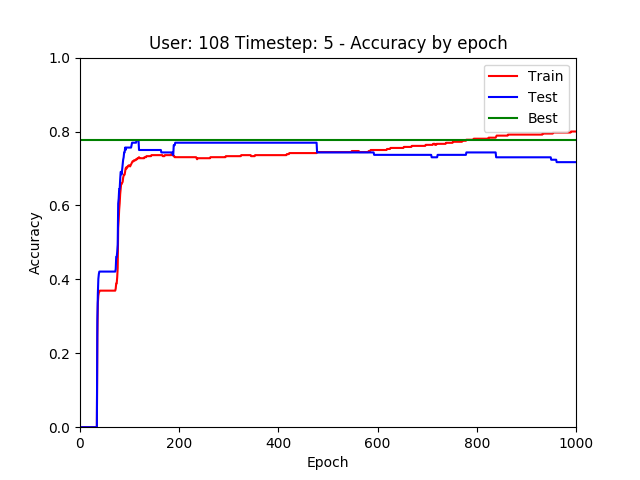 User: 108 Timestep: 5 - Accuracy by epoch
Train
Test
Best
1.0
0.8
0.6
0.4
0.2
0.0
Accuracy
0 200 400 600 800 1000
Epoch